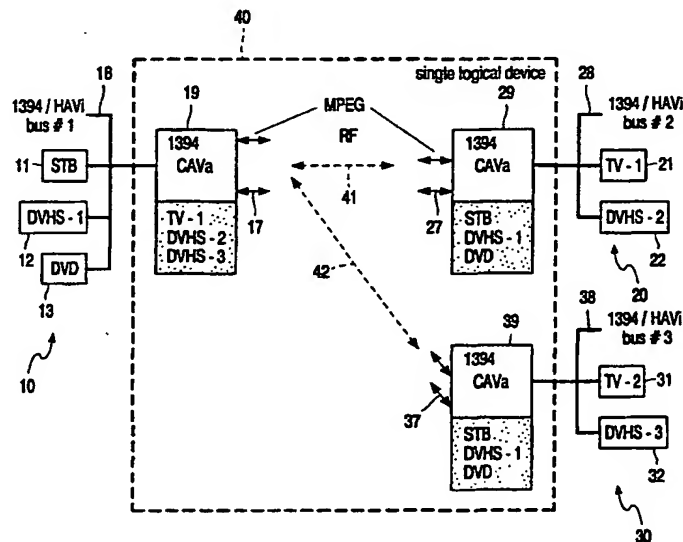 40
single logical device
18
1394 / HAVi
bus # 1
19
1394
CAVa
TV - 1
DVHS - 2
DVHS - 3
MPEG
RF
29
1394
CAVa
STB
DVHS - 1
DVD
28
1394 / HAVi
bus # 2
11
STB
12
DVHS - 1
13
DVD
10
17
41
27
42
TV - 1
21
DVHS - 2
22
20
39
1394
CAVa
STB
DVHS - 1
DVD
37
38
1394 / HAVi
bus # 3
TV - 2
31
DVHS - 3
32
30